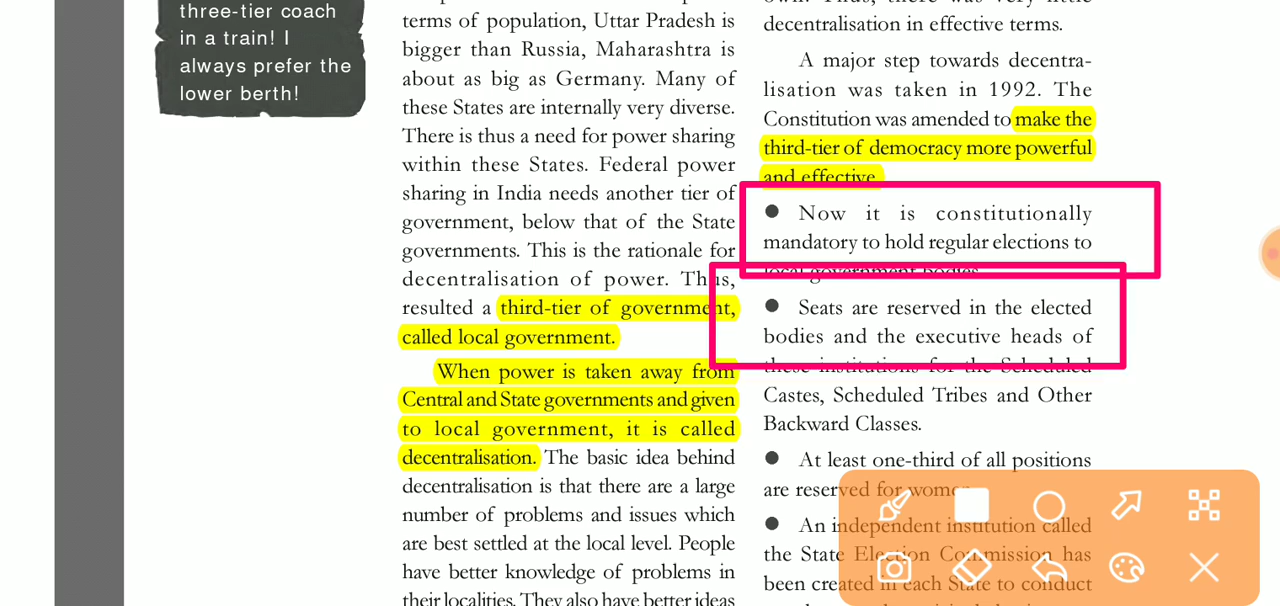 three-tier coach
in a train! I
always prefer the
lower berth!
terms of population, Uttar Pradesh is
bigger than Russia, Maharashtra is
about as big as Germany. Many of
these States are internally very diverse.
There is thus a need for power sharing
within these States. Federal power
sharing in India needs another tier of
government, below that of the State
governments. This is the rationale for
decentralisation of power. Thus,
resulted a third-tier of government,
called local government.
When power is taken away from
Central and State governments and given
to local government, it is called
decentralisation. The basic idea behind
decentralisation is that there are a large
number of problems and issues which
are best settled at the local level. People
have better knowledge of problems in
their localities. They also have better ideas
decentralisation in effective terms.
A major step towards decentra-
lisation was taken in 1992. The
Constitution was amended to make the
third-tier of democracy more powerful
and effective.
● Now it is constitutionally
mandatory to hold regular elections to
local government bodies.
● Seats are reserved in the elected
bodies and the executive heads of
these institutions for the Scheduled
Castes, Scheduled Tribes and Other
Backward Classes.
● At least one-third of all positions
are reserved for women.
● An independent institution called
the State Election Commission has
been created in each State to conduct